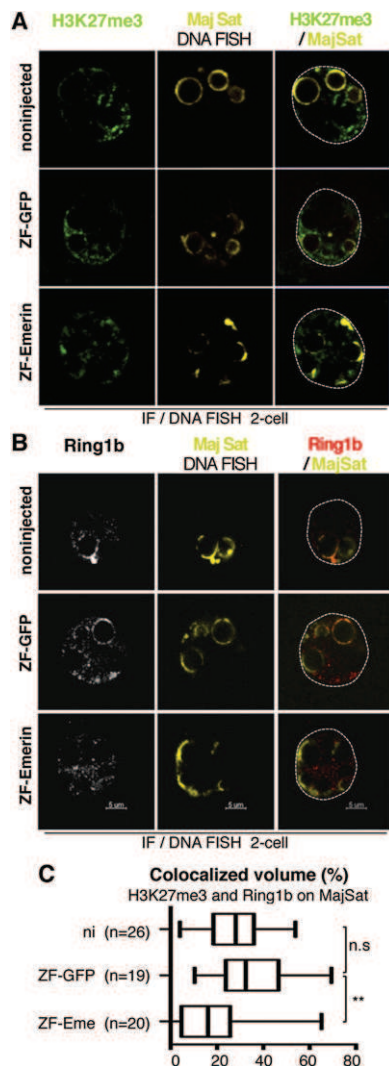 A
H3K27me3 Maj Sat DNA FISH H3K27me3 / MajSat
noninjected
ZF-GFP
ZF-Emerin
IF / DNA FISH 2-cell
B
Ring1b Maj Sat DNA FISH Ring1b / MajSat
noninjected
ZF-GFP
ZF-Emerin
5 um 5 um 5 um
IF / DNA FISH 2-cell
C
Colocalized volume (%)
H3K27me3 and Ring1b on MajSat
ni (n=26)
n.s
ZF-GFP (n=19)
**
ZF-Eme (n=20)
0 20 40 60 80